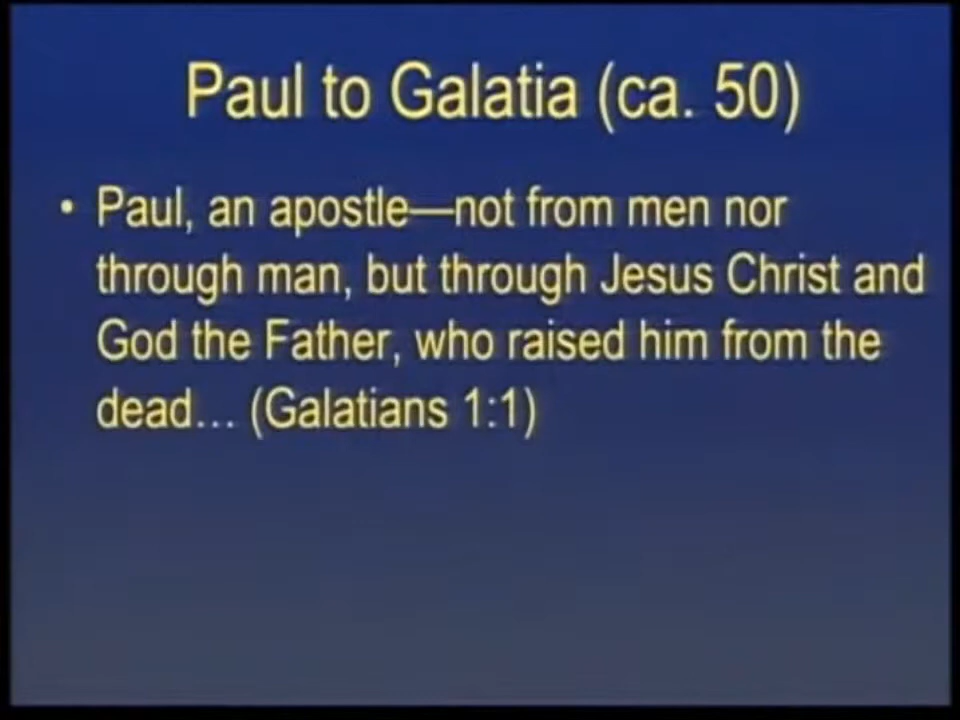 Paul to Galatia (ca. 50)
• Paul, an apostle—not from men nor
through man, but through Jesus Christ and
God the Father, who raised him from the
dead… (Galatians 1:1)